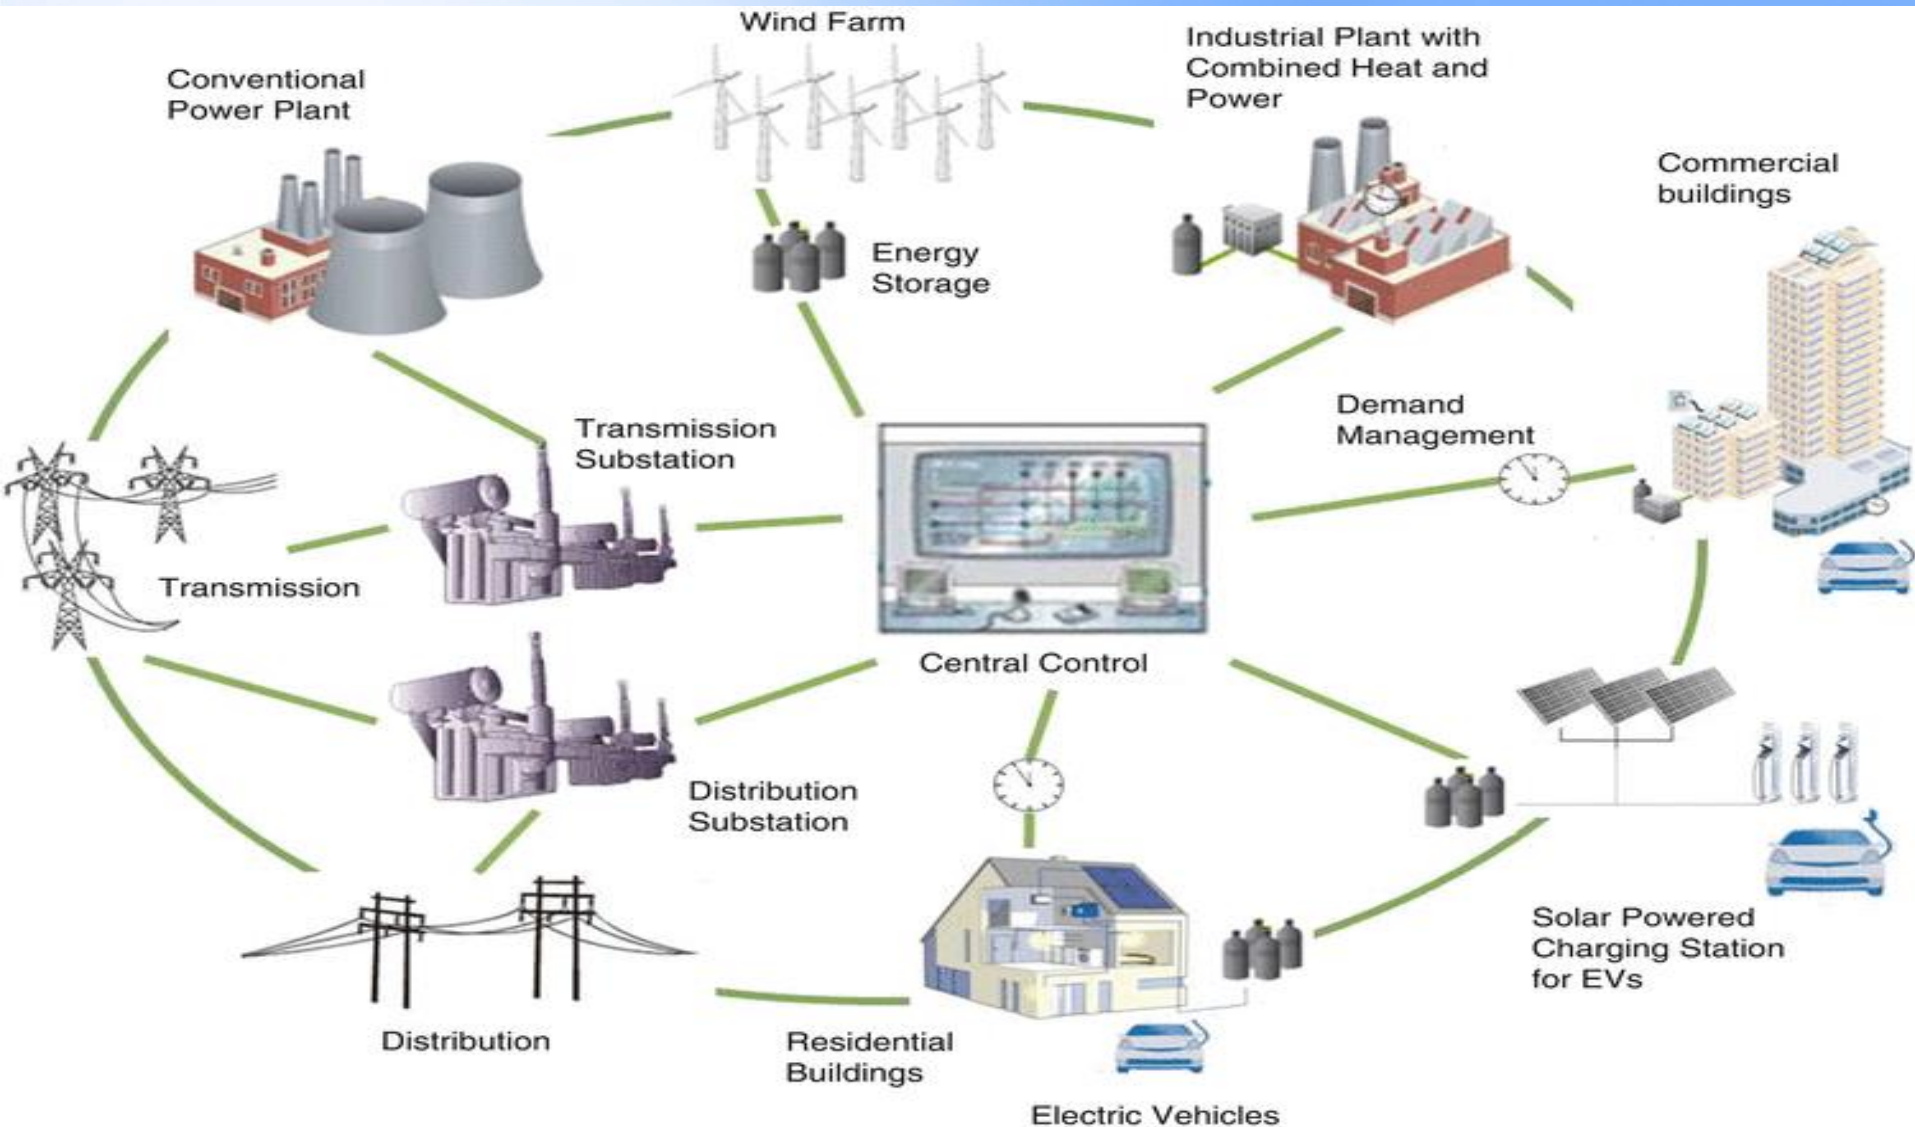 Wind Farm
Industrial Plant with
Combined Heat and
Power
Conventional
Power Plant
Commercial
buildings
Energy
Storage
Demand
Management
Transmission
Substation
Transmission
Central Control
Distribution
Substation
Solar Powered
Charging Station
for EVs
Distribution
Residential
Buildings
Electric Vehicles